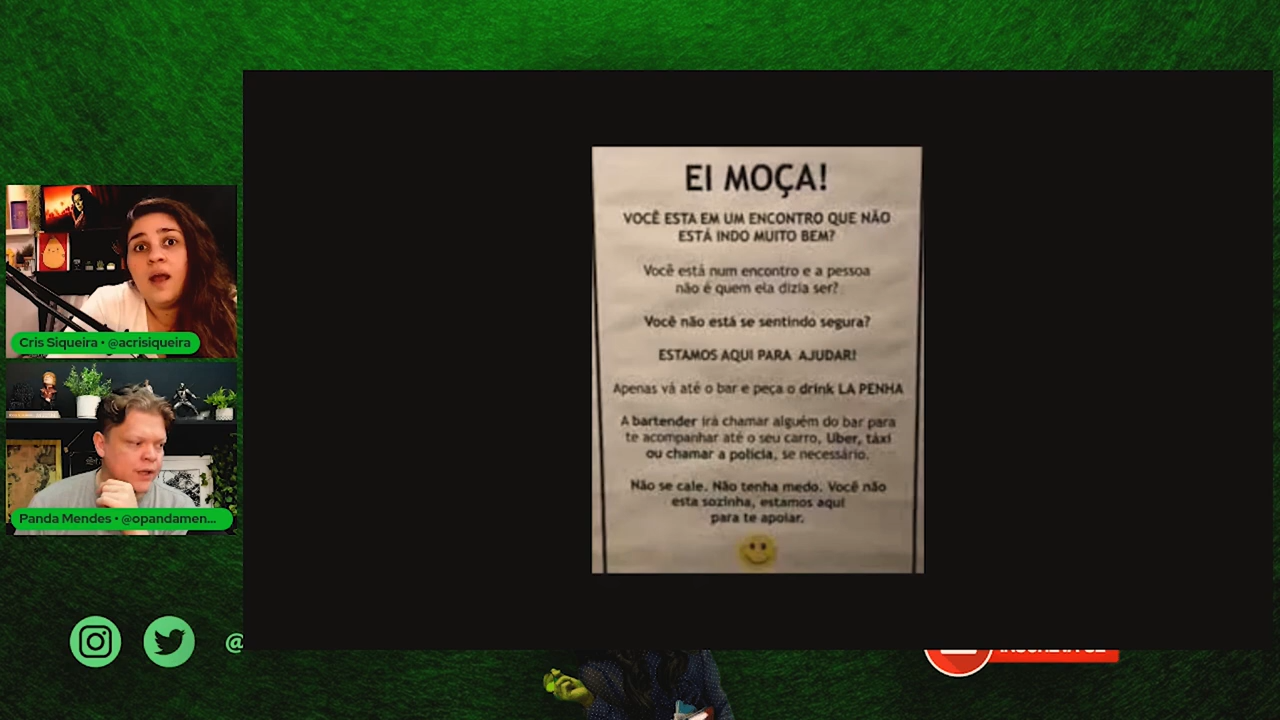 EI MOÇA!
VOCÊ ESTA EM UM ENCONTRO QUE NÃO
ESTÁ INDO MUITO BEM?
Você está num encontro e a pessoa
não é quem ela dizia ser?
Você não está se sentindo segura?
ESTAMOS AQUI PARA AJUDAR!
Apenas vá até o bar e peça o drink LA PENHA
A bartender irá chamar alguém do bar para
te acompanhar até o seu carro, Uber, táxi
ou chamar a polícia, se necessário.
Não se cale. Não tenha medo. Você não
esta sozinha, estamos aqui
para te apoiar.
Cris Siqueira • @acrisiqueira
Panda Mendes • @opandamen...
@